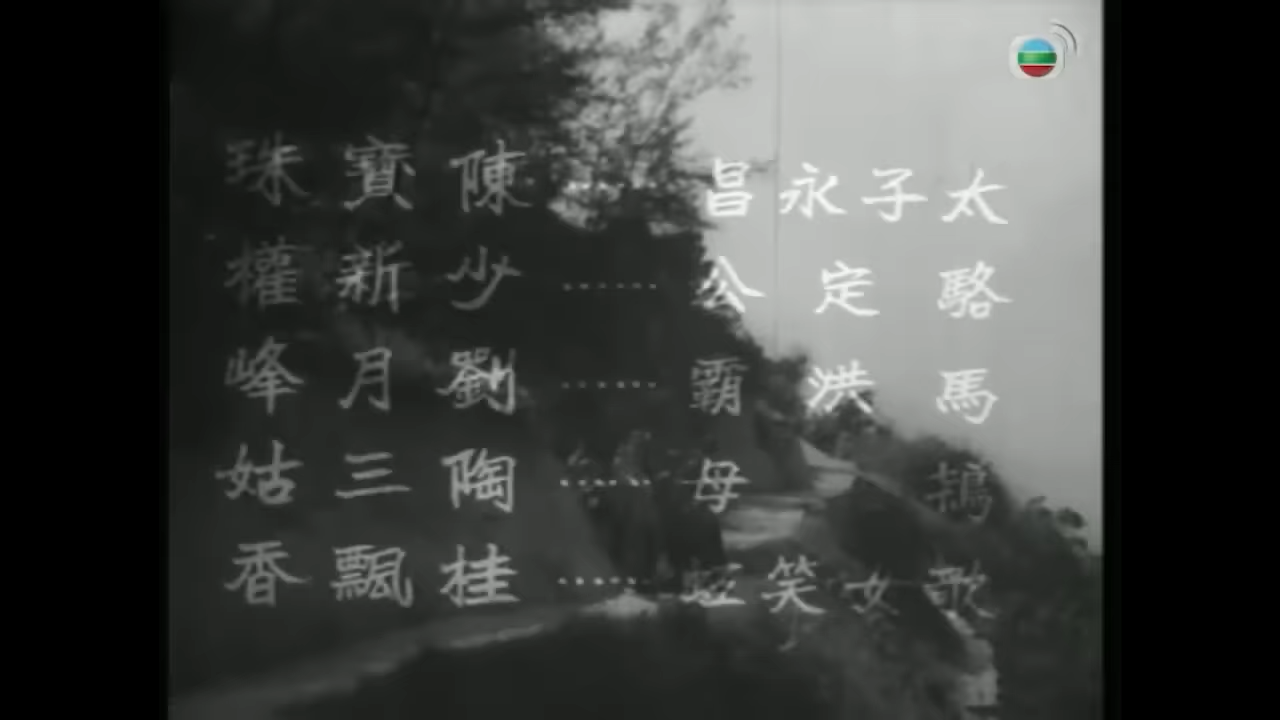 太子永昌……陳寶珠
駱定公……少新權
馬洪霸……劉月峰
鴇母……陶三姑
歌女笑虹……桂飄香